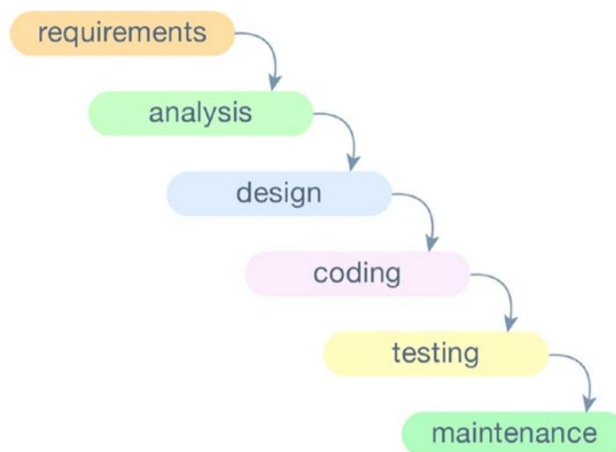 requirements
analysis
design
coding
testing
maintenance